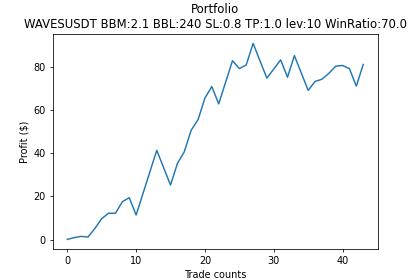 Portfolio
WAVESUSDT BBM:2.1 BBL:240 SL:0.8 TP:1.0 lev:10 WinRatio:70.0
80
60
40
20
0
Profit ($)
0 10 20 30 40
Trade counts